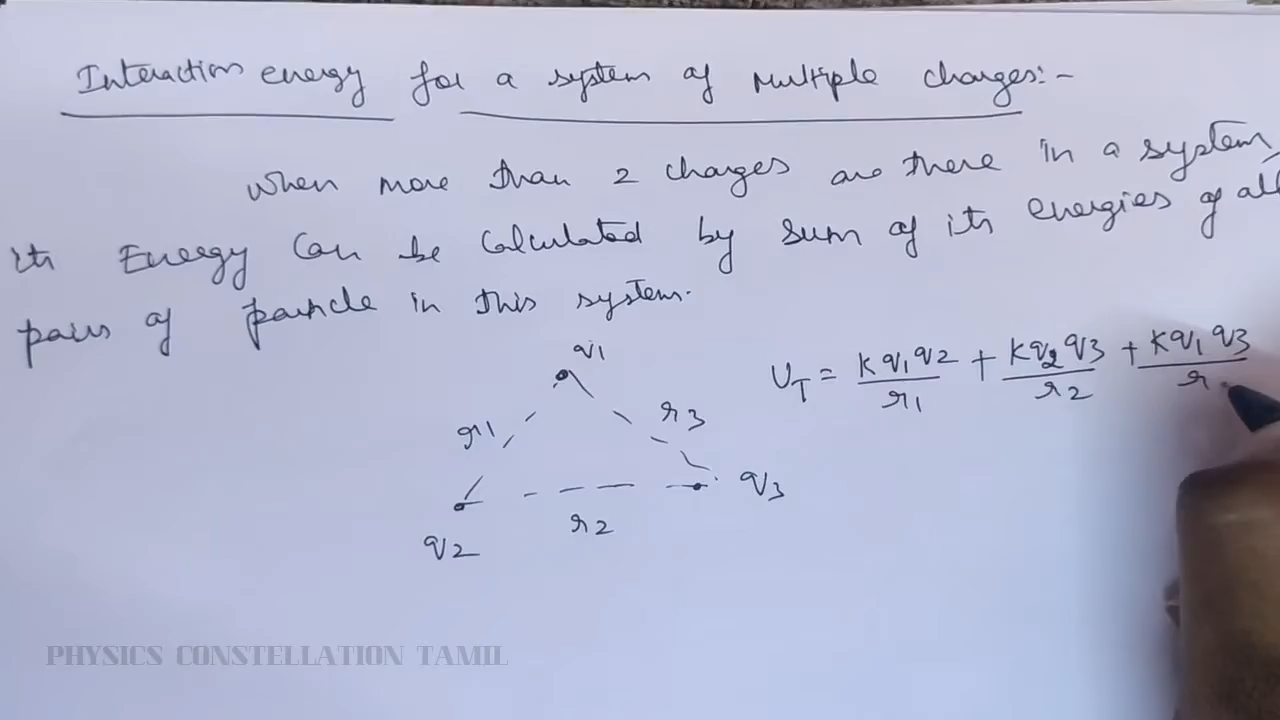 Interaction energy for a system of multiple charges:-
When more than 2 charges are there in a system,
its Energy can be calculated by sum of its energies of all
pairs of particle in this system.
q1
U_T = kq1q2/r1 + kq2q3/r2 + kq1q3/r
r1
r3
q3
q2
r2
PHYSICS CONSTELLATION TAMIL